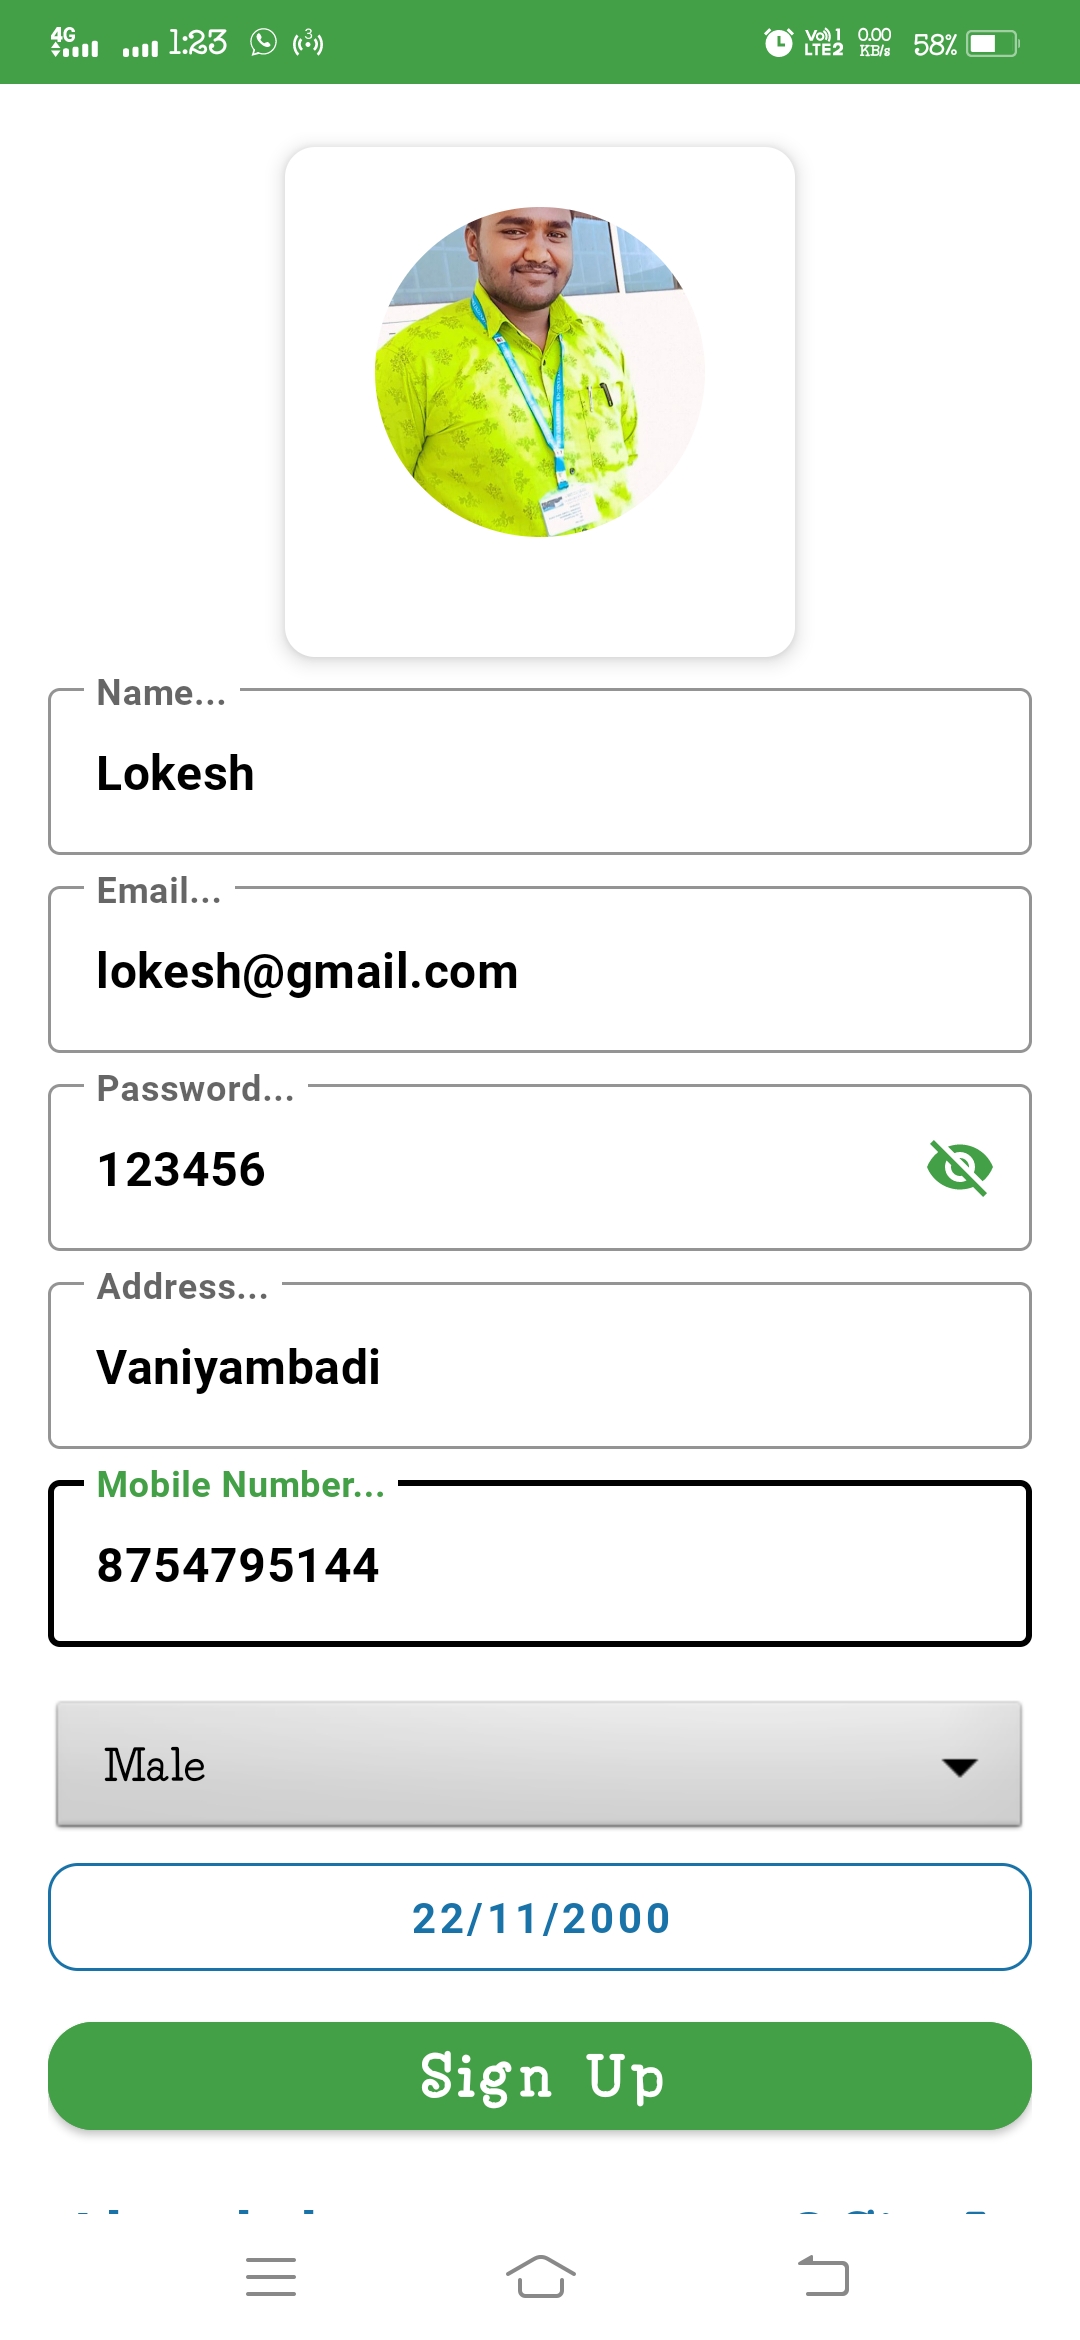 4G 1:23 3 Vo) 1 LTE2 0.00 KB/s 58%
Name...
Lokesh
Email...
lokesh@gmail.com
Password...
123456
Address...
Vaniyambadi
Mobile Number...
8754795144
Male
22/11/2000
Sign Up